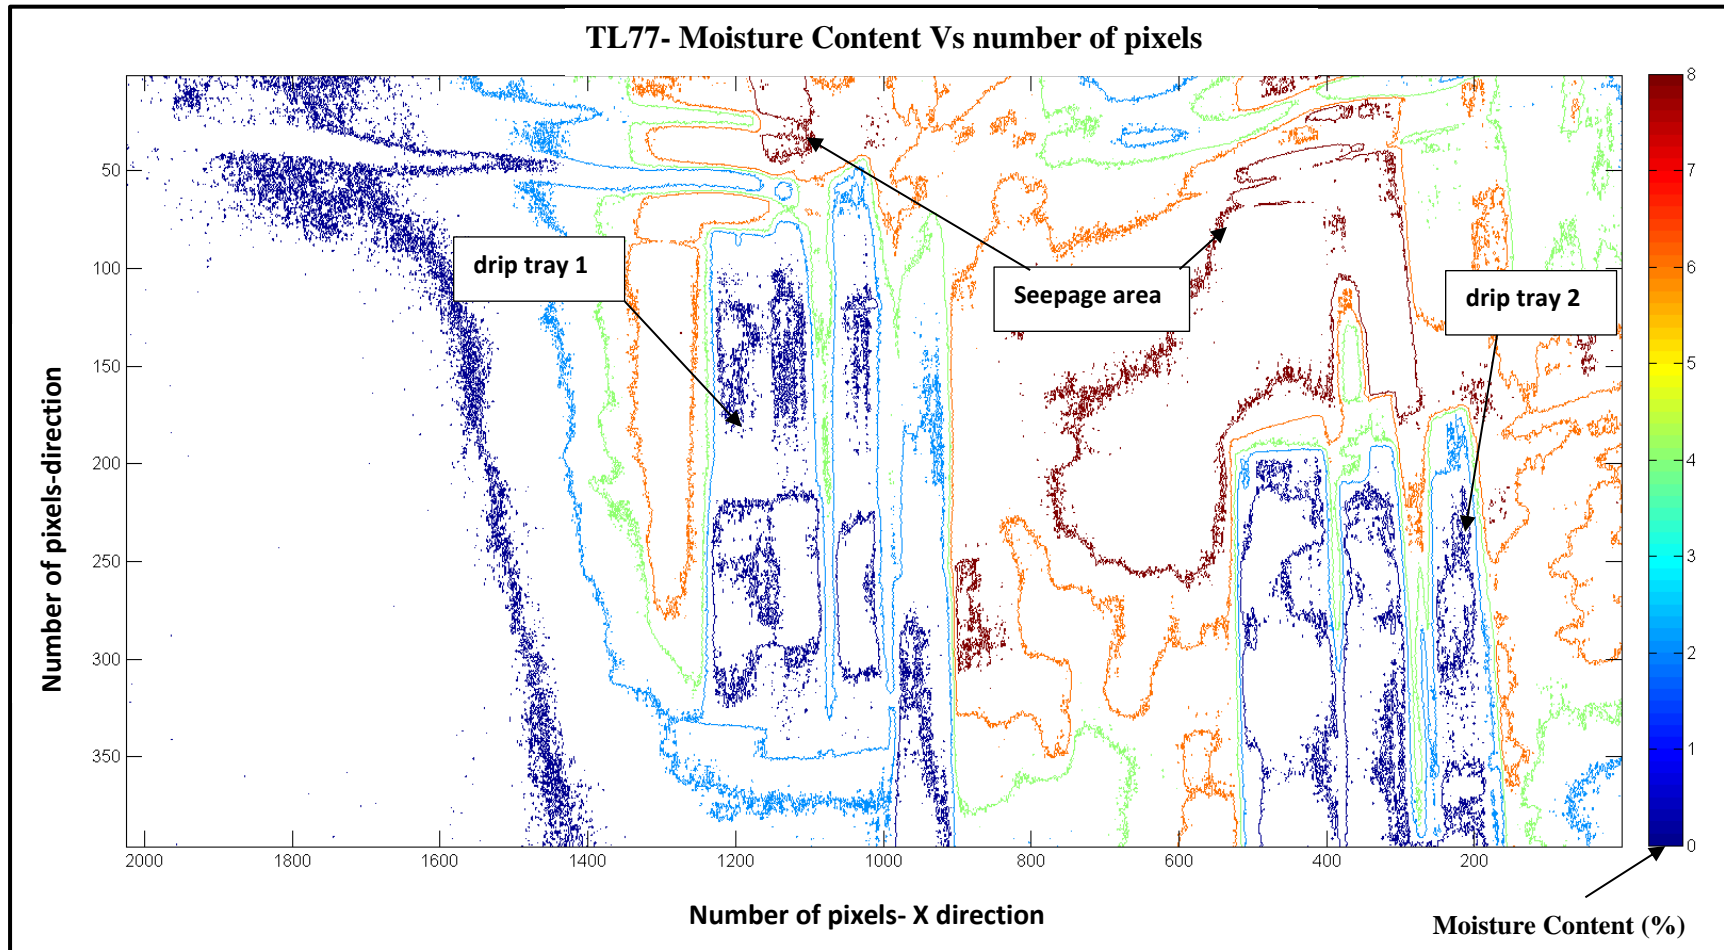 TL77- Moisture Content Vs number of pixels
8
7
6
5
4
3
2
1
0
50
100
150
200
250
300
350
Number of pixels-direction
drip tray 1
Seepage area
drip tray 2
2000 1800 1600 1400 1200 1000 800 600 400 200
Number of pixels- X direction
Moisture Content (%)